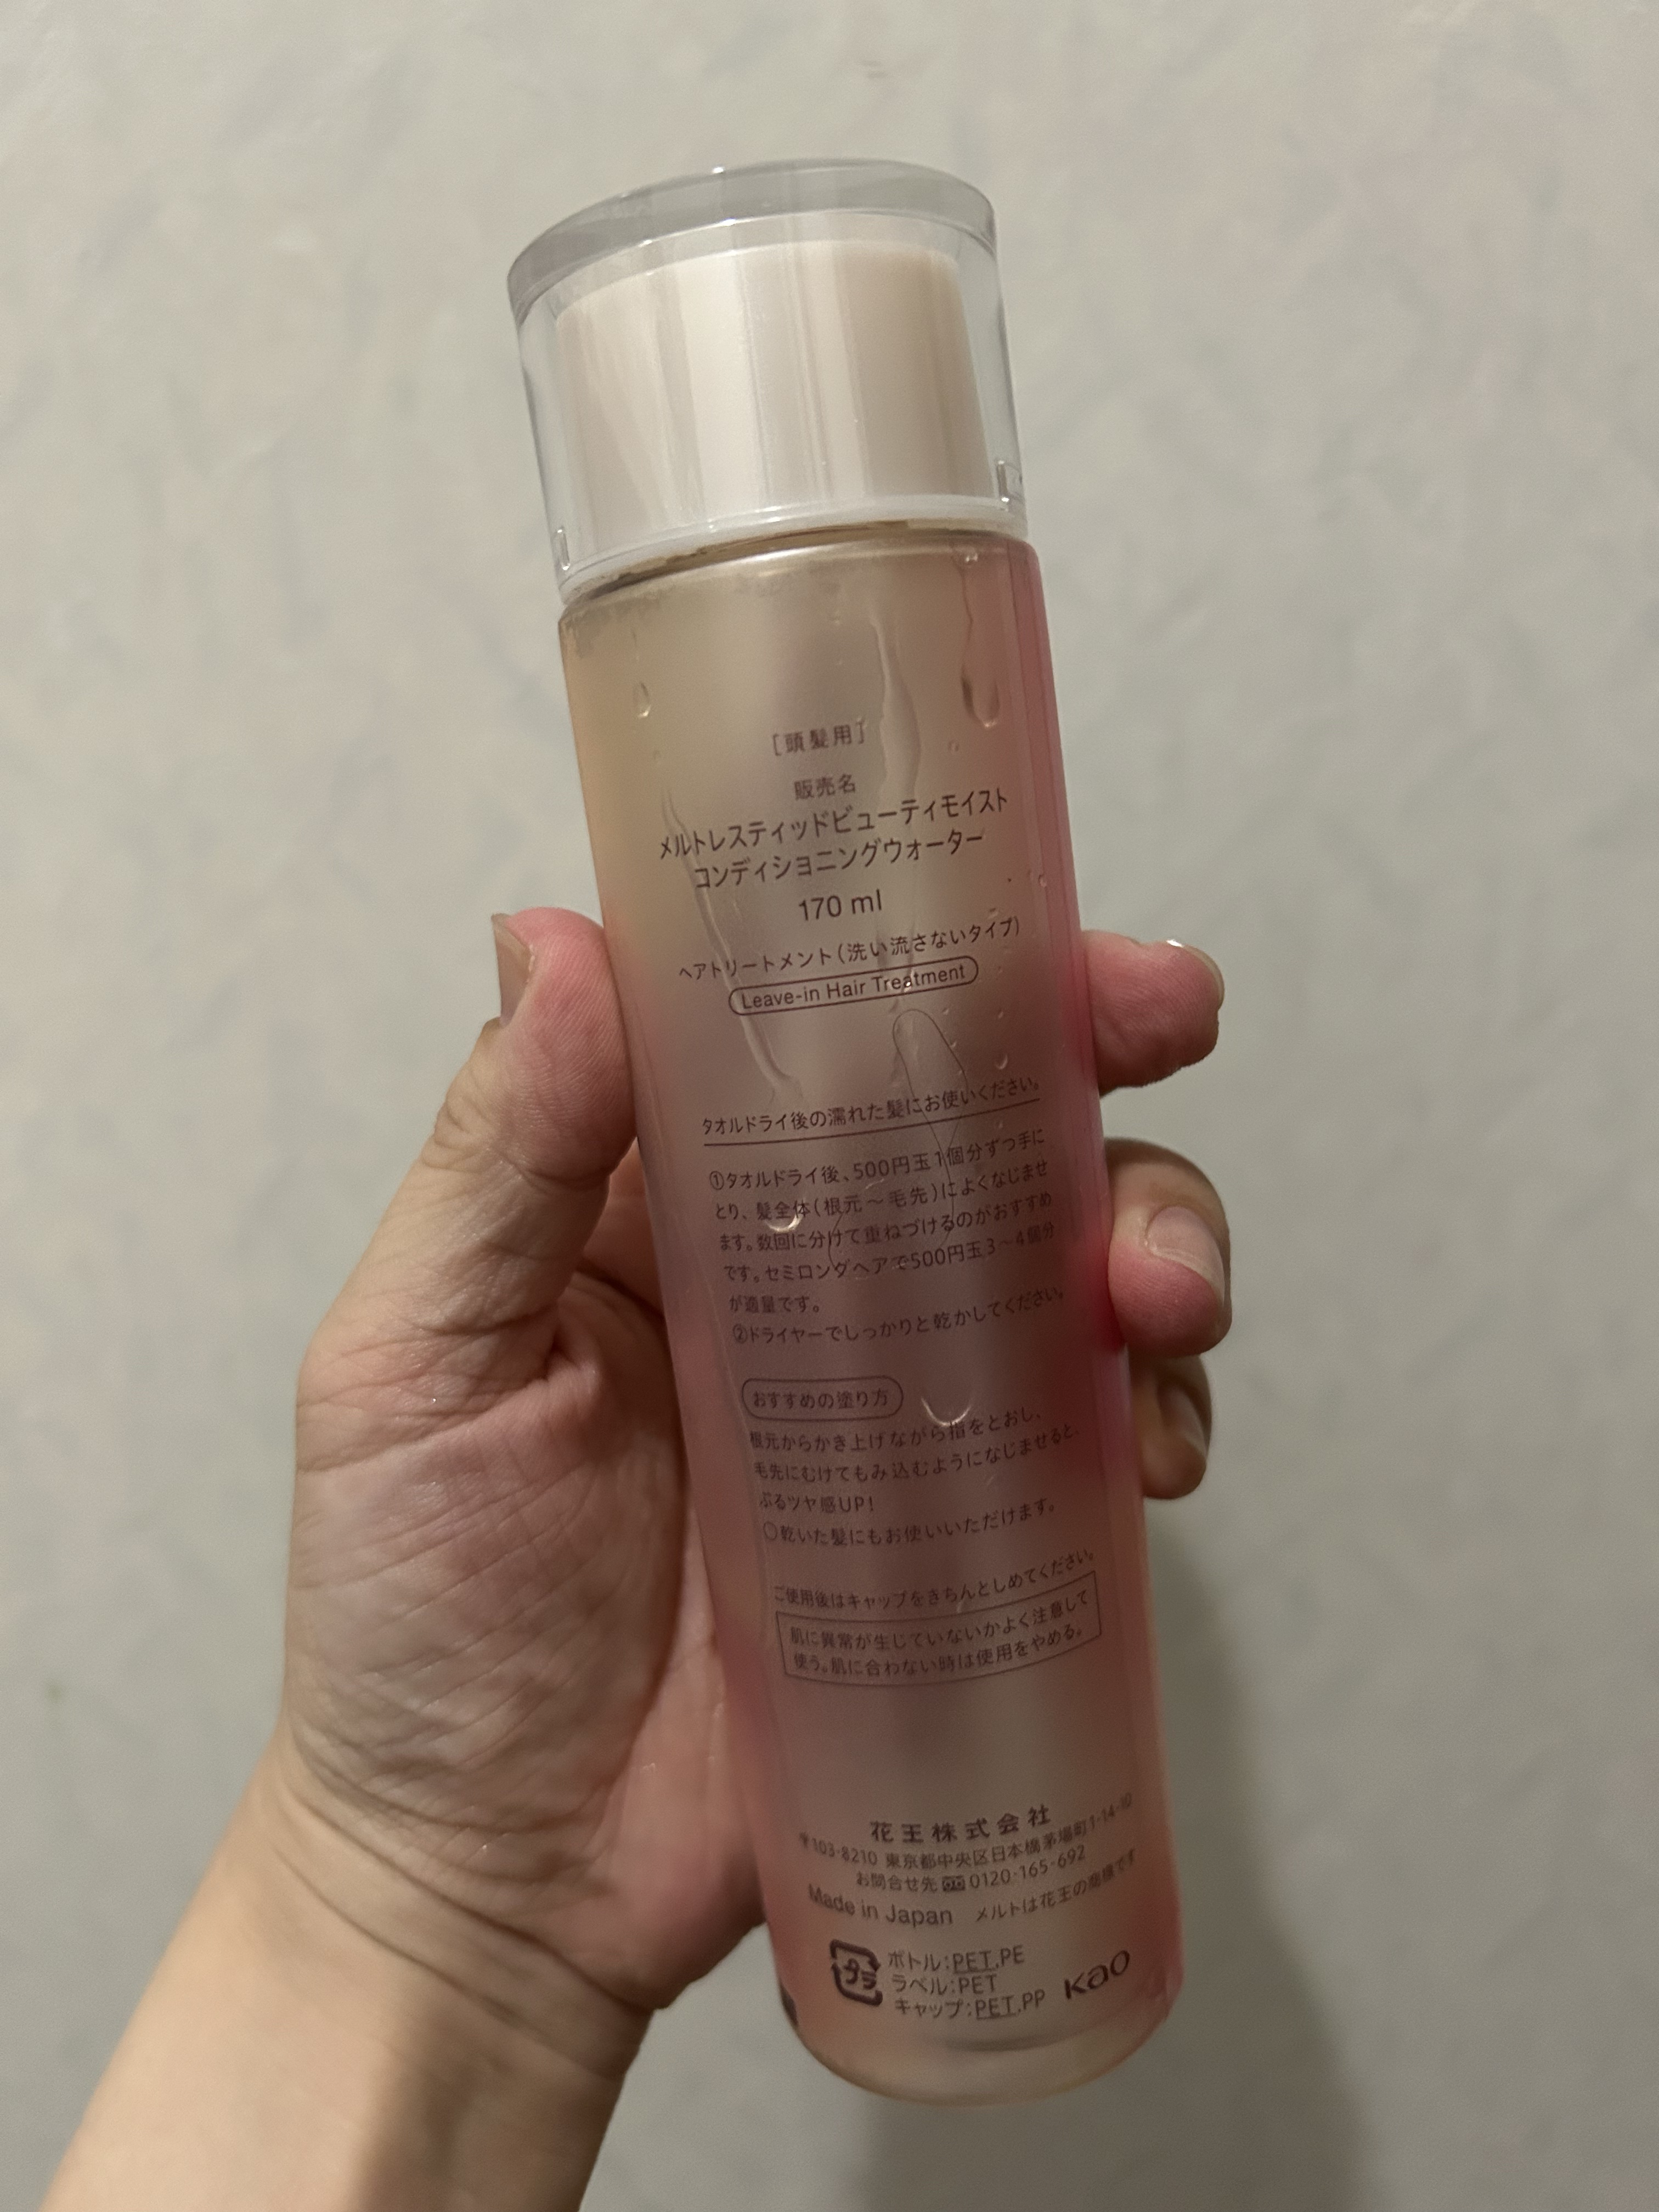 [頭髪用]
販売名
メルトレスティッドビューティモイスト
コンディショニングウォーター
170 ml
ヘアトリートメント(洗い流さないタイプ)
Leave-in Hair Treatment
タオルドライ後の濡れた髪にお使いください。
①タオルドライ後、500円玉1個分ずつ手に
とり、髪全体(根元～毛先)によくなじませ
ます。数回に分けて重ねづけるのがおすすめ
です。セミロングヘアで500円玉3～4個分
が適量です。
②ドライヤーでしっかりと乾かしてください。
おすすめの塗り方
根元からかき上げながら指をとおし、
毛先にむけてもみ込むようになじませると、
ぷるツヤ感UP!
○乾いた髪にもお使いいただけます。
ご使用後はキャップをきちんとしめてください。
肌に異常が生じていないかよく注意して
使う。肌に合わない時は使用をやめる。
花王株式会社
〒103-8210 東京都中央区日本橋茅場町1-14-10
お問合せ先 0120-165-692
Made in Japan メルトは花王の商標です
プラ
ボトル:PET,PE
ラベル:PET
キャップ:PET,PP
Kao